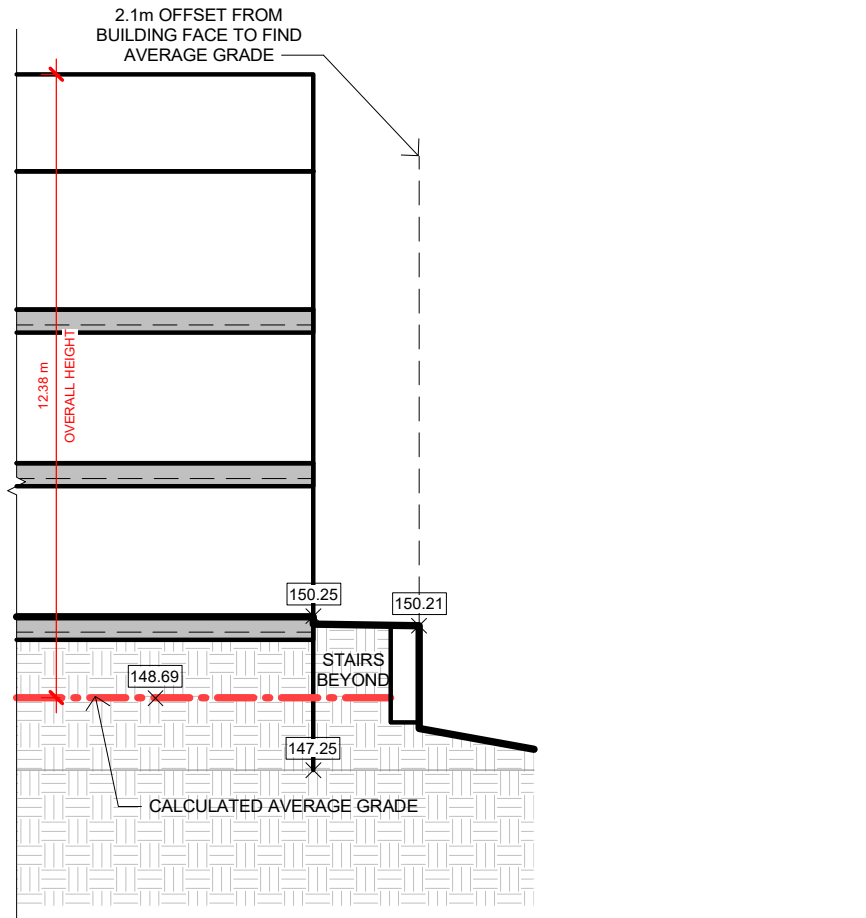 2.1m OFFSET FROM
BUILDING FACE TO FIND
AVERAGE GRADE
12.38 m
OVERALL HEIGHT
150.25
150.21
STAIRS
BEYOND
148.69
147.25
CALCULATED AVERAGE GRADE